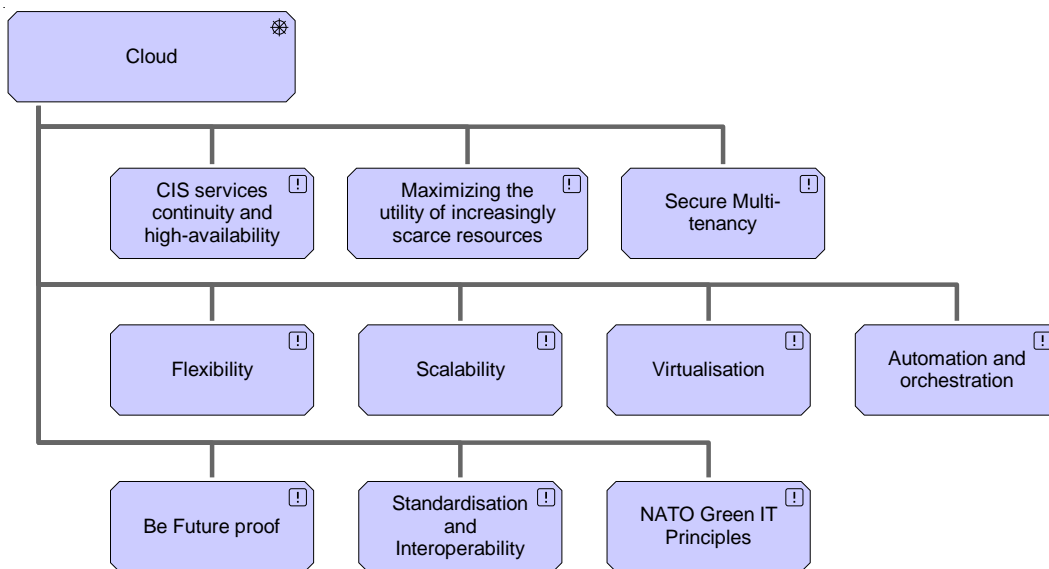 Cloud
CIS services
continuity and
high-availability
Maximizing the
utility of increasingly
scarce resources
Secure Multi-
tenancy
Flexibility
Scalability
Virtualisation
Automation and
orchestration
Be Future proof
Standardisation
and
Interoperability
NATO Green IT
Principles